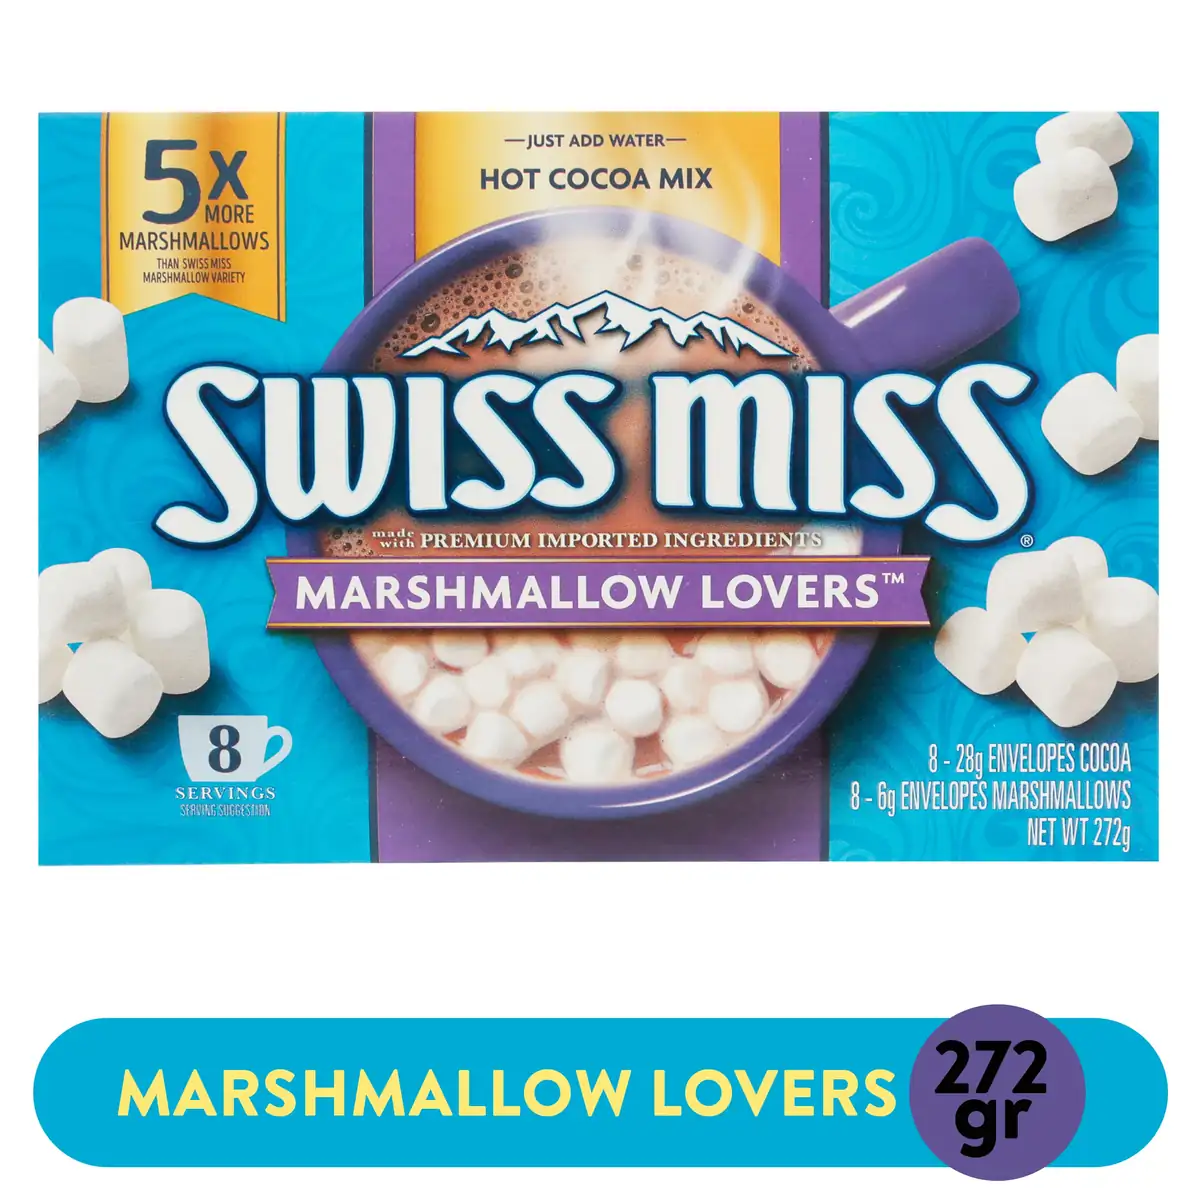 5X
MORE
MARSHMALLOWS
THAN SWISS MISS
MARSHMALLOW VARIETY
—JUST ADD WATER—
HOT COCOA MIX
SWISS MISS®
made with PREMIUM IMPORTED INGREDIENTS
MARSHMALLOW LOVERS™
8
SERVINGS
SERVING SUGGESTION
8 - 28g ENVELOPES COCOA
8 - 6g ENVELOPES MARSHMALLOWS
NET WT 272g
MARSHMALLOW LOVERS
272
gr